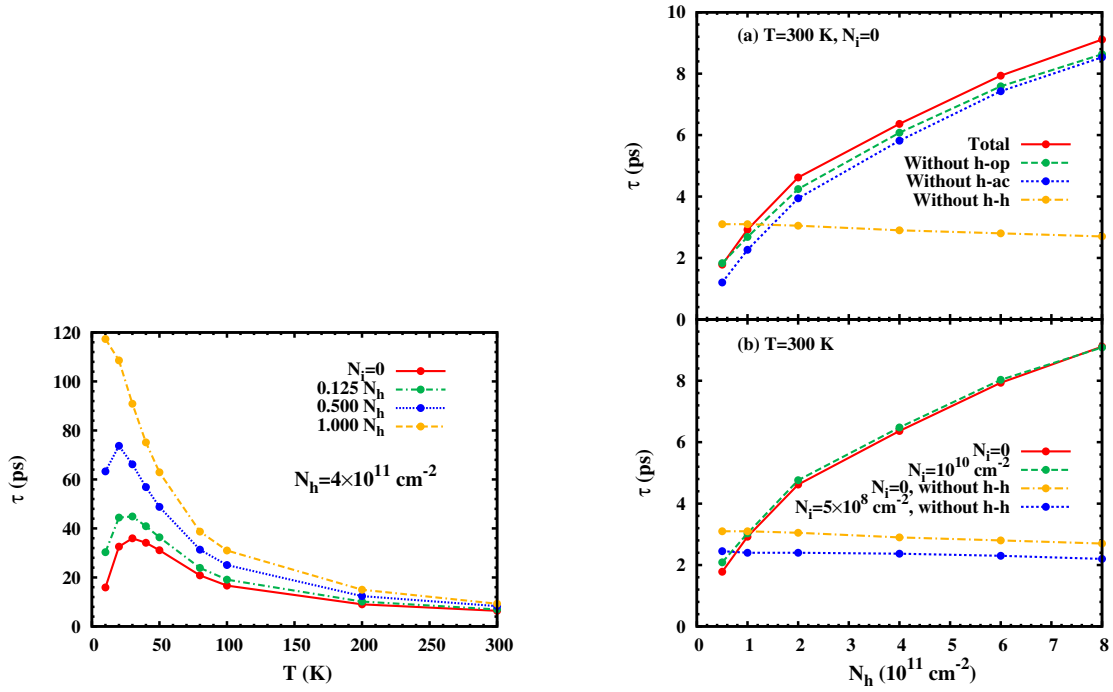 τ (ps)
120
100
80
60
40
20
0
N_i=0
0.125 N_h
0.500 N_h
1.000 N_h
N_h=4×10^11 cm^-2
0 50 100 150 200 250 300
T (K)
(a) T=300 K, N_i=0
τ (ps)
10
8
6
4
2
0
Total
Without h-op
Without h-ac
Without h-h
(b) T=300 K
τ (ps)
8
6
4
2
0
N_i=0
N_i=10^10 cm^-2
N_i=0, without h-h
N_i=5×10^8 cm^-2, without h-h
0 1 2 3 4 5 6 7 8
N_h (10^11 cm^-2)